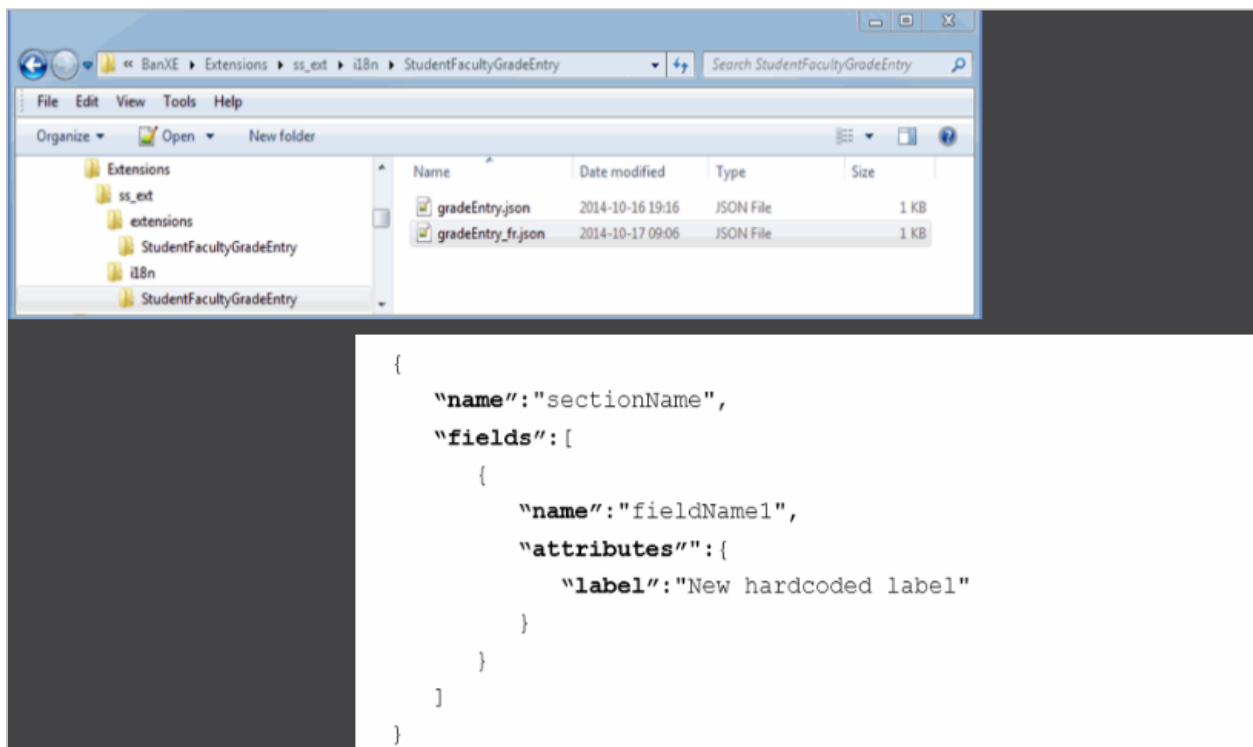 « BanXE ▸ Extensions ▸ ss_ext ▸ i18n ▸ StudentFacultyGradeEntry
Search StudentFacultyGradeEntry
File Edit View Tools Help
Organize ▾ Open ▾ New folder
Extensions
ss_ext
extensions
StudentFacultyGradeEntry
i18n
StudentFacultyGradeEntry
Name Date modified Type Size
gradeEntry.json 2014-10-16 19:16 JSON File 1 KB
gradeEntry_fr.json 2014-10-17 09:06 JSON File 1 KB
{
“name”:"sectionName",
“fields”:[
{
“name”:"fieldName1",
“attributes”":{
“label”:"New hardcoded label"
}
}
]
}